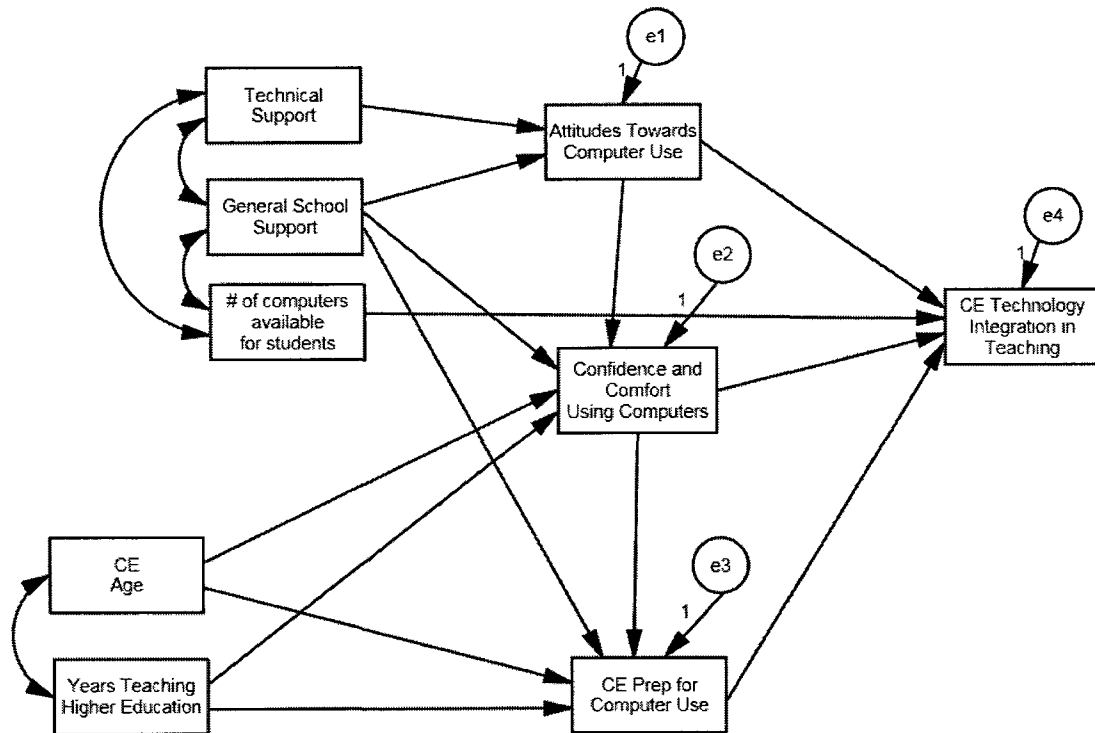 e1
1
Technical
Support
Attitudes Towards
Computer Use
General School
Support
e2
1
e4
1
# of computers
available
for students
CE Technology
Integration in
Teaching
Confidence and
Comfort
Using Computers
CE
Age
e3
1
Years Teaching
Higher Education
CE Prep for
Computer Use